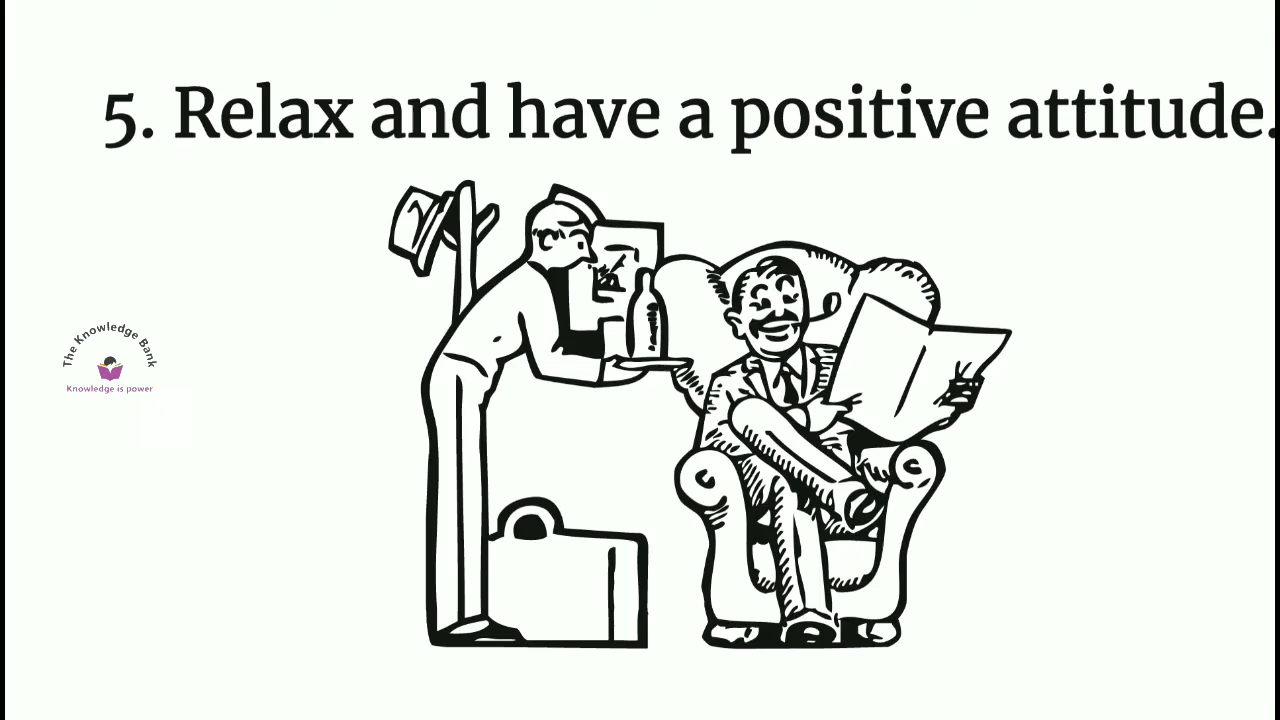 5. Relax and have a positive attitude.
The Knowledge Bank
Knowledge is power